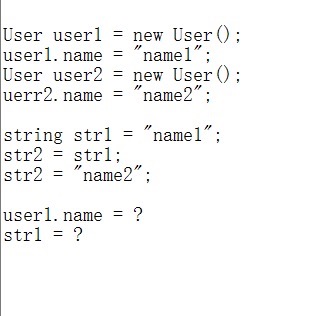 User user1 = new User();
user1.name = "name1";
User user2 = new User();
uerr2.name = "name2";
string str1 = "name1";
str2 = str1;
str2 = "name2";
user1.name = ?
str1 = ?